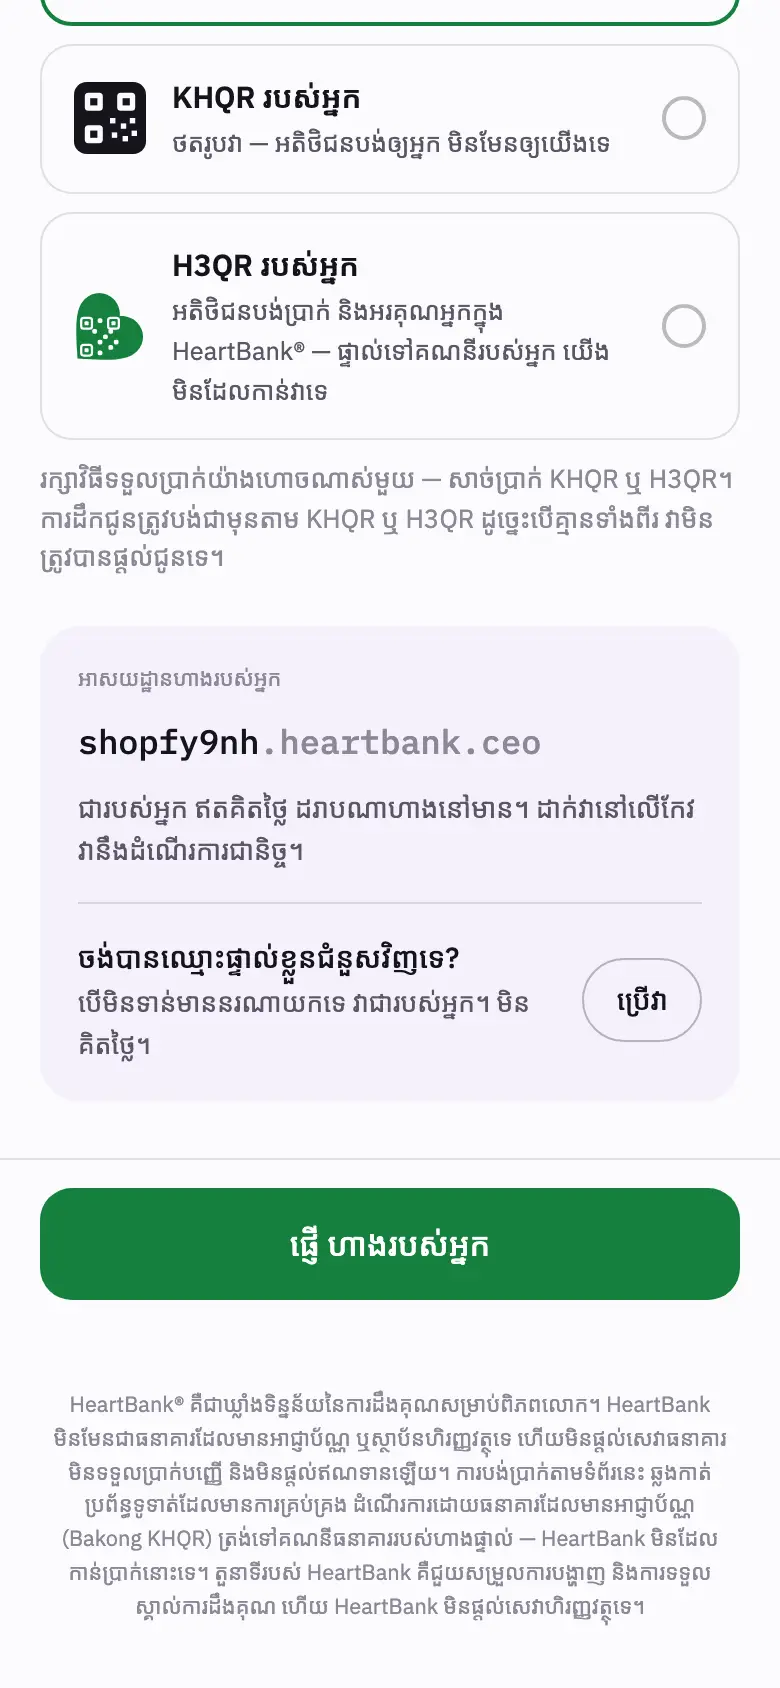 KHQR របស់អ្នក
ថតរូបវា — អតិថិជនបង់ឲ្យអ្នក មិនមែនឲ្យយើងទេ
H3QR របស់អ្នក
អតិថិជនបង់ប្រាក់ និងអរគុណអ្នកក្នុង
HeartBank® — ផ្ទាល់ទៅគណនីរបស់អ្នក យើង
មិនដែលកាន់វាទេ
រក្សាវិធីទទួលប្រាក់យ៉ាងហោចណាស់មួយ — សាច់ប្រាក់ KHQR ឬ H3QR។
ការដឹកជូនត្រូវបង់ជាមុនតាម KHQR ឬ H3QR ដូច្នេះបើគ្មានទាំងពីរ វាមិន
ត្រូវបានផ្តល់ជូនទេ។
អាសយដ្ឋានហាងរបស់អ្នក
shopfy9nh.heartbank.ceo
ជារបស់អ្នក ឥតគិតថ្លៃ ដរាបណាហាងនៅមាន។ ដាក់វានៅលើកែវ
វានឹងដំណើរការជានិច្ច។
ចង់បានឈ្មោះផ្ទាល់ខ្លួនជំនួសវិញទេ?
បើមិនទាន់មាននរណាយកទេ វាជារបស់អ្នក។ មិន
គិតថ្លៃ។
ប្រើវា
ផ្ញើ ហាងរបស់អ្នក
HeartBank® គឺជាឃ្លាំងទិន្នន័យនៃការដឹងគុណសម្រាប់ពិភពលោក។ HeartBank
មិនមែនជាធនាគារដែលមានអាជ្ញាប័ណ្ណ ឬស្ថាប័នហិរញ្ញវត្ថុទេ ហើយមិនផ្តល់សេវាធនាគារ
មិនទទួលប្រាក់បញ្ញើ និងមិនផ្តល់ឥណទានឡើយ។ ការបង់ប្រាក់តាមទំព័រនេះ ឆ្លងកាត់
ប្រព័ន្ធទូទាត់ដែលមានការគ្រប់គ្រង ដំណើរការដោយធនាគារដែលមានអាជ្ញាប័ណ្ណ
(Bakong KHQR) ត្រង់ទៅគណនីធនាគាររបស់ហាងផ្ទាល់ — HeartBank មិនដែល
កាន់ប្រាក់នោះទេ។ តួនាទីរបស់ HeartBank គឺជួយសម្រួលការបង្ហាញ និងការទទួល
ស្គាល់ការដឹងគុណ ហើយ HeartBank មិនផ្តល់សេវាហិរញ្ញវត្ថុទេ។